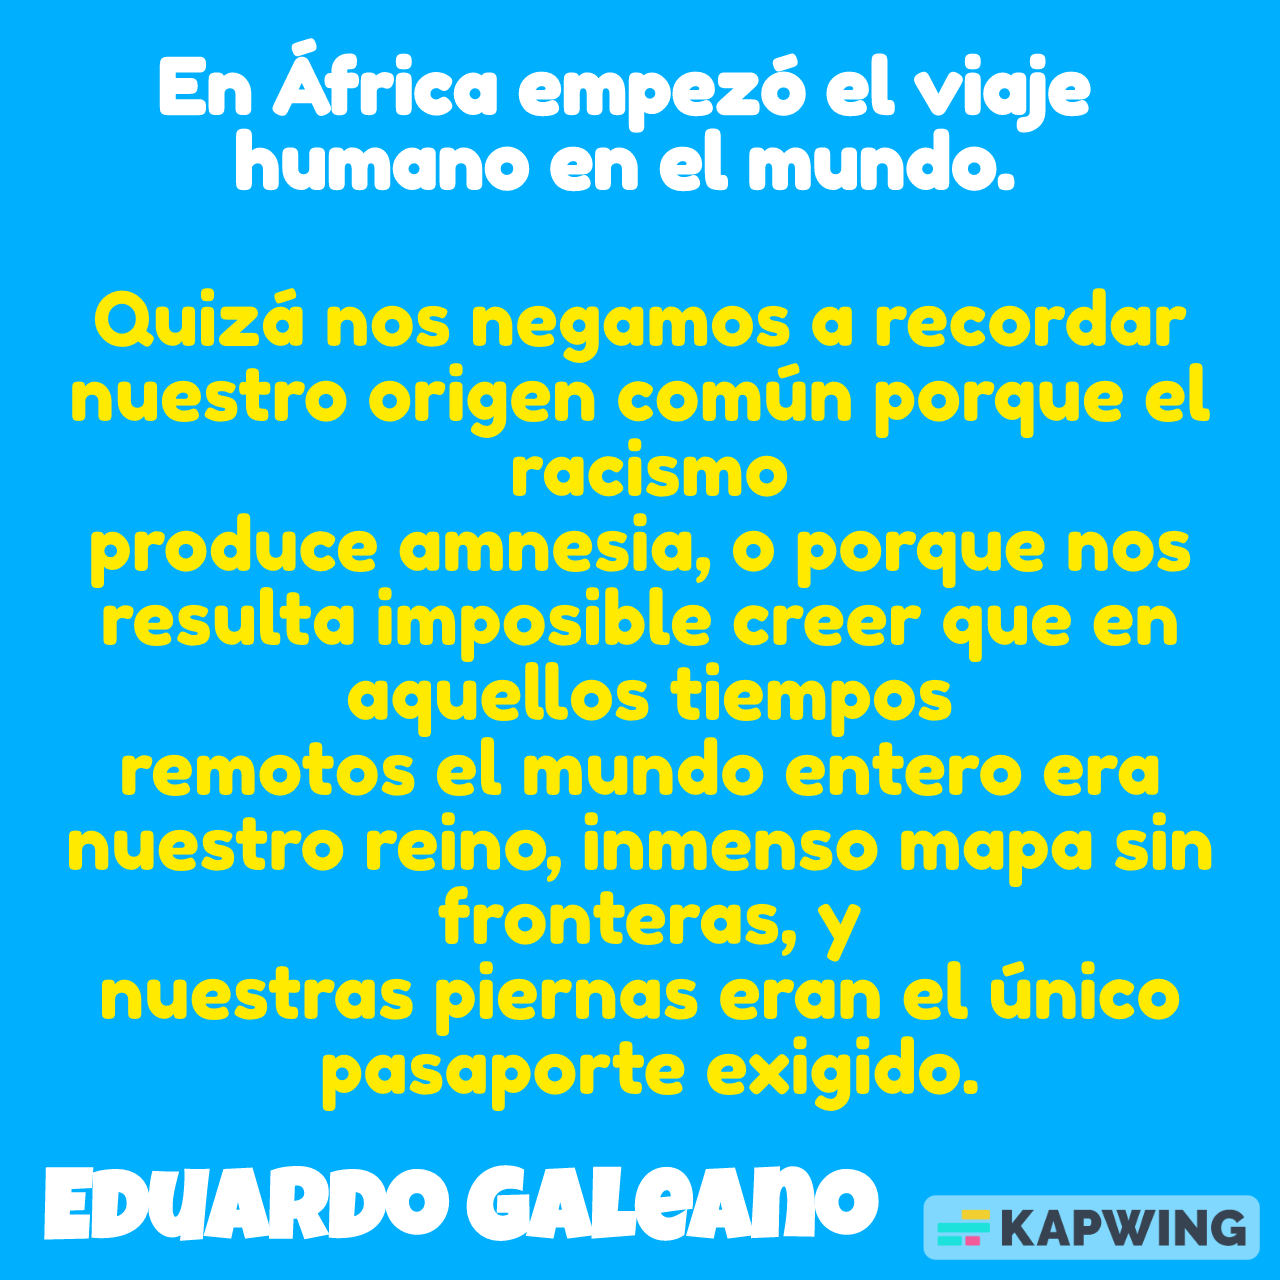 En África empezó el viaje
humano en el mundo.
Quizá nos negamos a recordar
nuestro origen común porque el
racismo
produce amnesia, o porque nos
resulta imposible creer que en
aquellos tiempos
remotos el mundo entero era
nuestro reino, inmenso mapa sin
fronteras, y
nuestras piernas eran el único
pasaporte exigido.
Eduardo Galeano
KAPWING